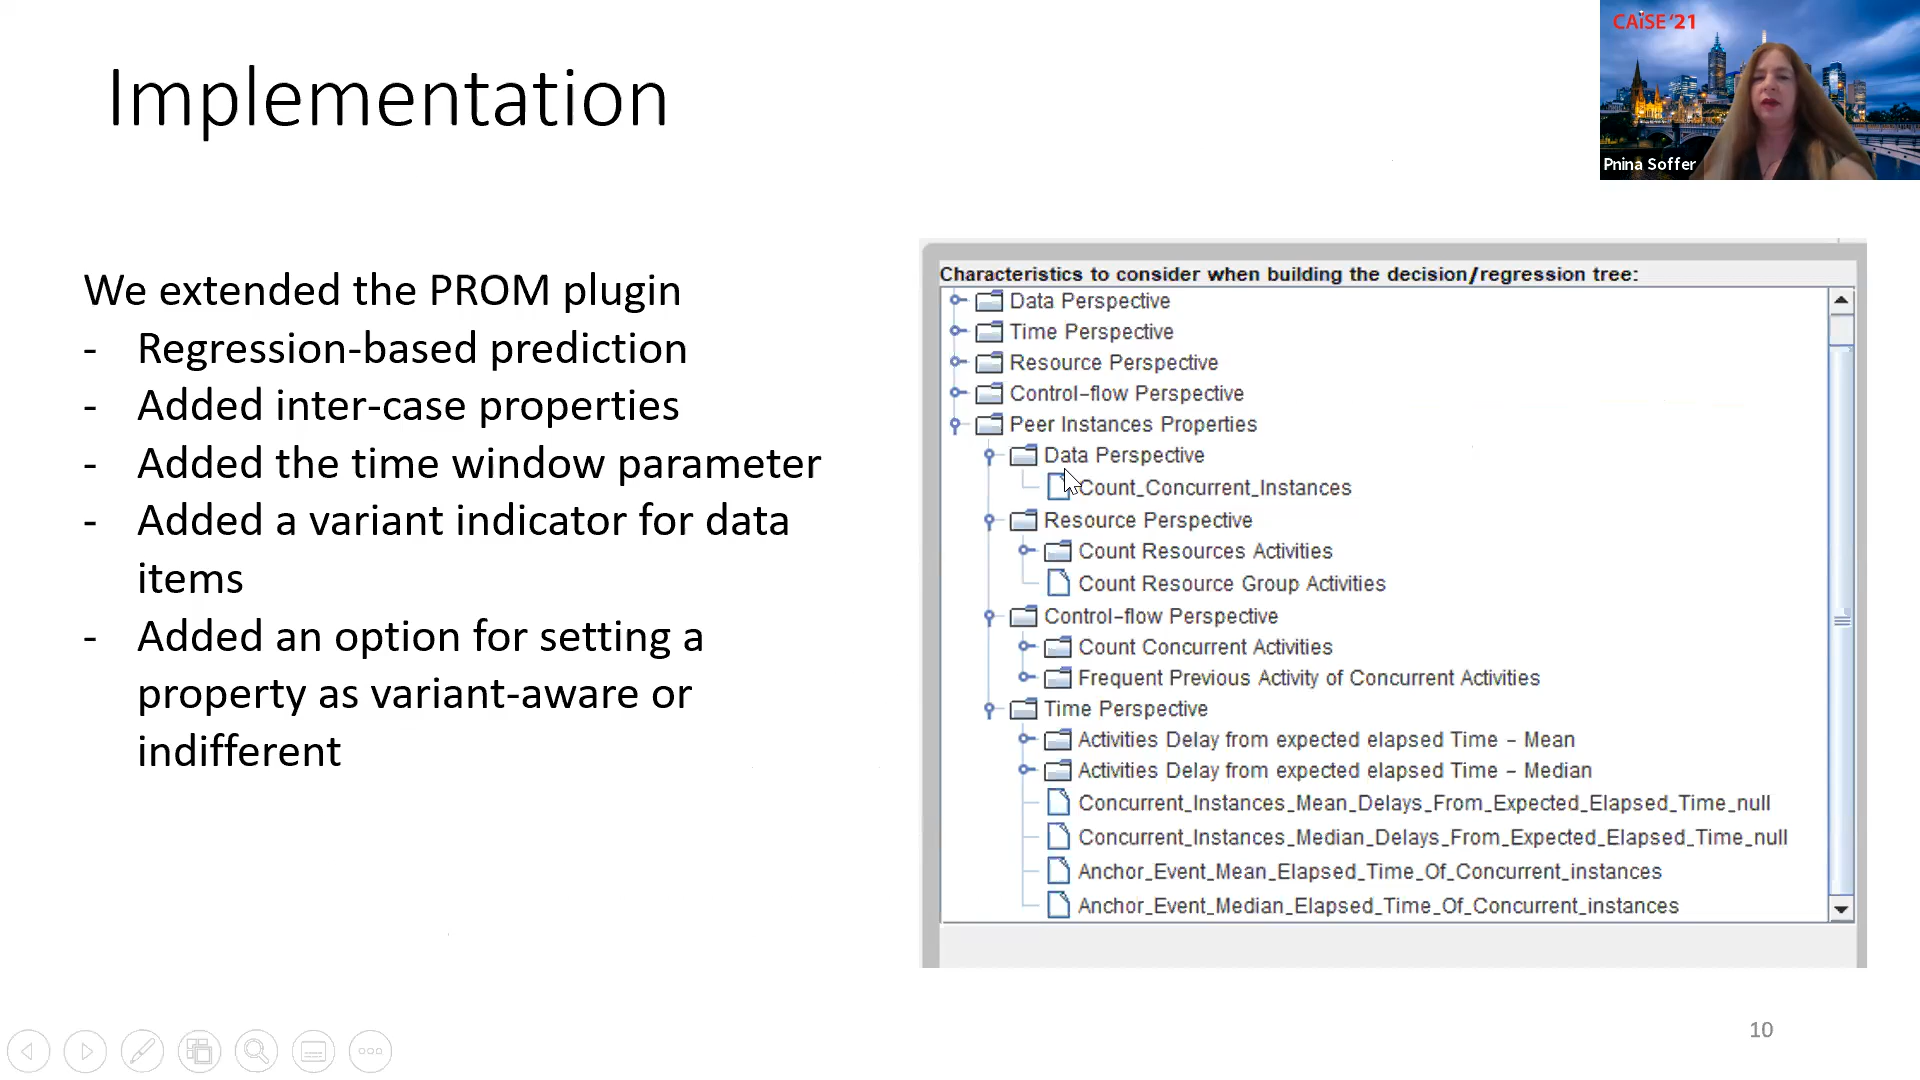 Implementation
CAiSE '21
Pnina Soffer
We extended the PROM plugin
- Regression-based prediction
- Added inter-case properties
- Added the time window parameter
- Added a variant indicator for data
items
- Added an option for setting a
property as variant-aware or
indifferent
Characteristics to consider when building the decision/regression tree:
Data Perspective
Time Perspective
Resource Perspective
Control-flow Perspective
Peer Instances Properties
Data Perspective
Count_Concurrent_Instances
Resource Perspective
Count Resources Activities
Count Resource Group Activities
Control-flow Perspective
Count Concurrent Activities
Frequent Previous Activity of Concurrent Activities
Time Perspective
Activities Delay from expected elapsed Time - Mean
Activities Delay from expected elapsed Time - Median
Concurrent_Instances_Mean_Delays_From_Expected_Elapsed_Time_null
Concurrent_Instances_Median_Delays_From_Expected_Elapsed_Time_null
Anchor_Event_Mean_Elapsed_Time_Of_Concurrent_instances
Anchor_Event_Median_Elapsed_Time_Of_Concurrent_instances
10